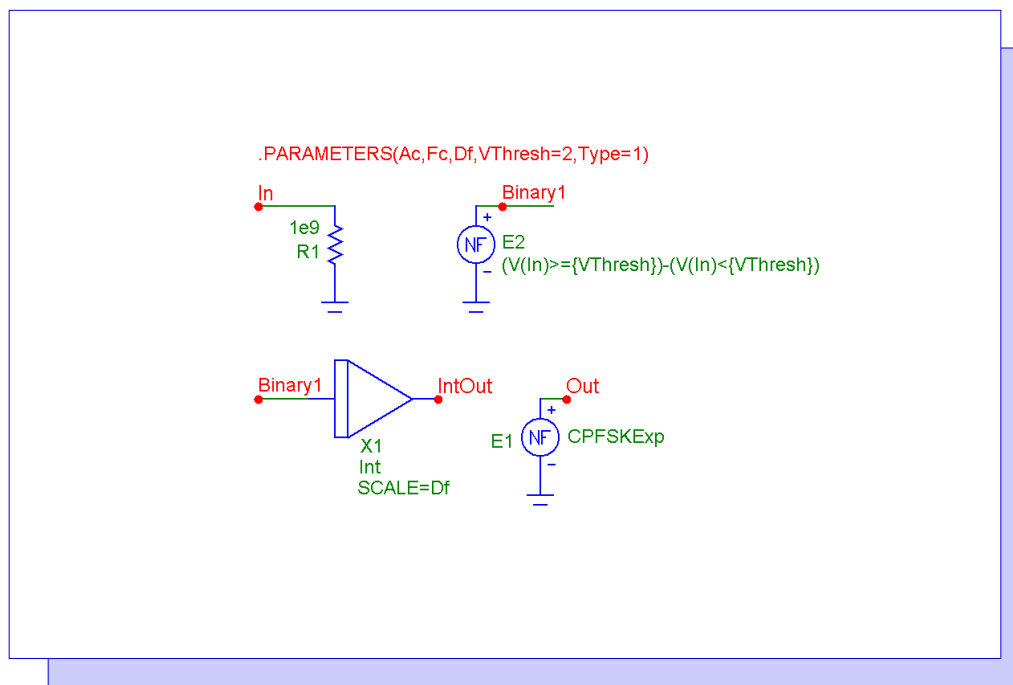 .PARAMETERS(Ac,Fc,Df,VThresh=2,Type=1)
In
Binary1
1e9
R1
+
NF
E2
(V(In)>={VThresh})-(V(In)<{VThresh})
−
Binary1
IntOut
Out
+
E1
NF
CPFSKExp
−
X1
Int
SCALE=Df